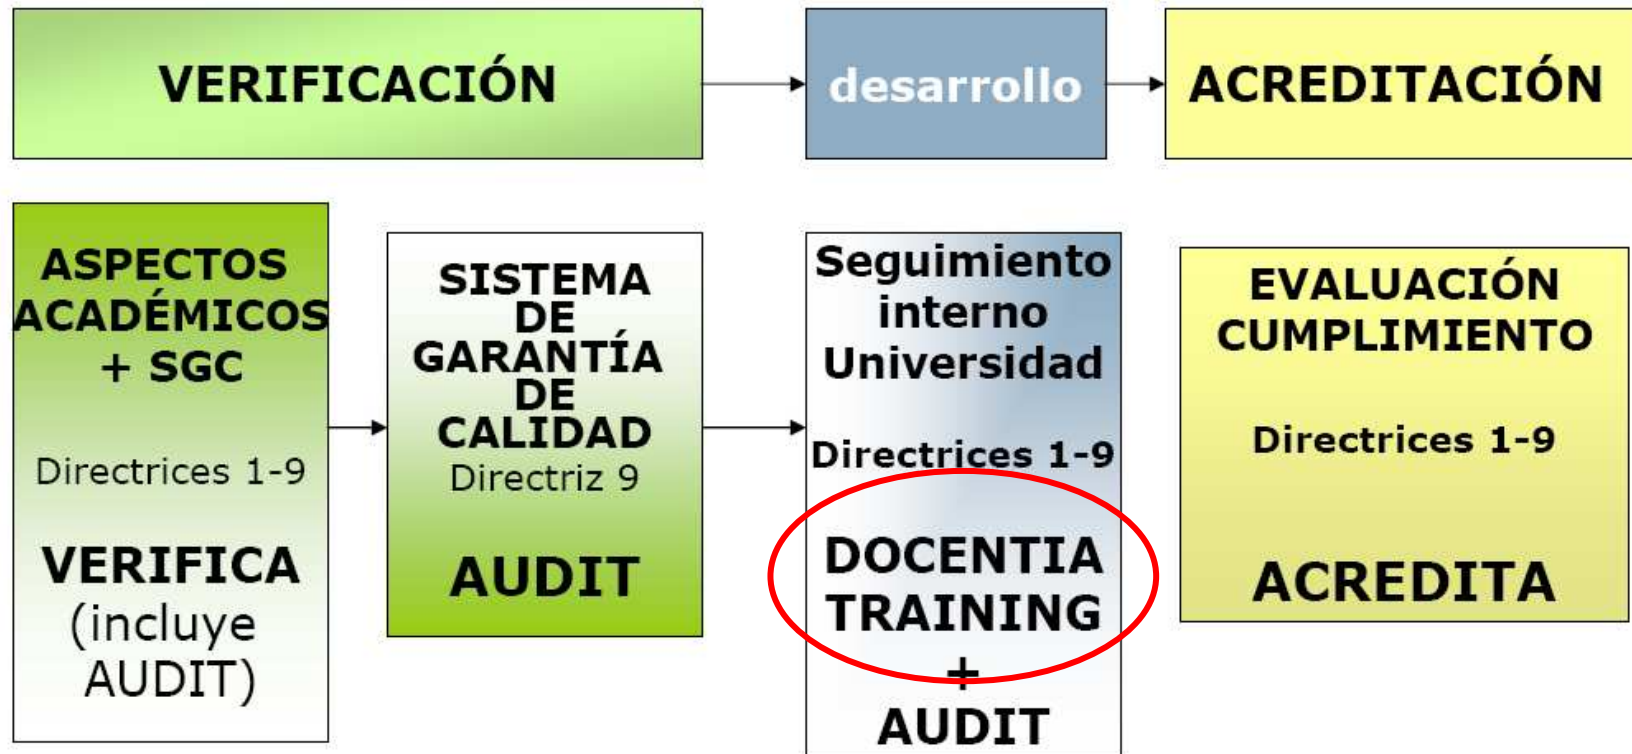 VERIFICACIÓN
desarrollo
ACREDITACIÓN
ASPECTOS
ACADÉMICOS
+ SGC
Directrices 1-9
VERIFICA
(incluye
AUDIT)
SISTEMA
DE
GARANTÍA
DE
CALIDAD
Directriz 9
AUDIT
Seguimiento
interno
Universidad
Directrices 1-9
DOCENTIA
TRAINING
+
AUDIT
EVALUACIÓN
CUMPLIMIENTO
Directrices 1-9
ACREDITA